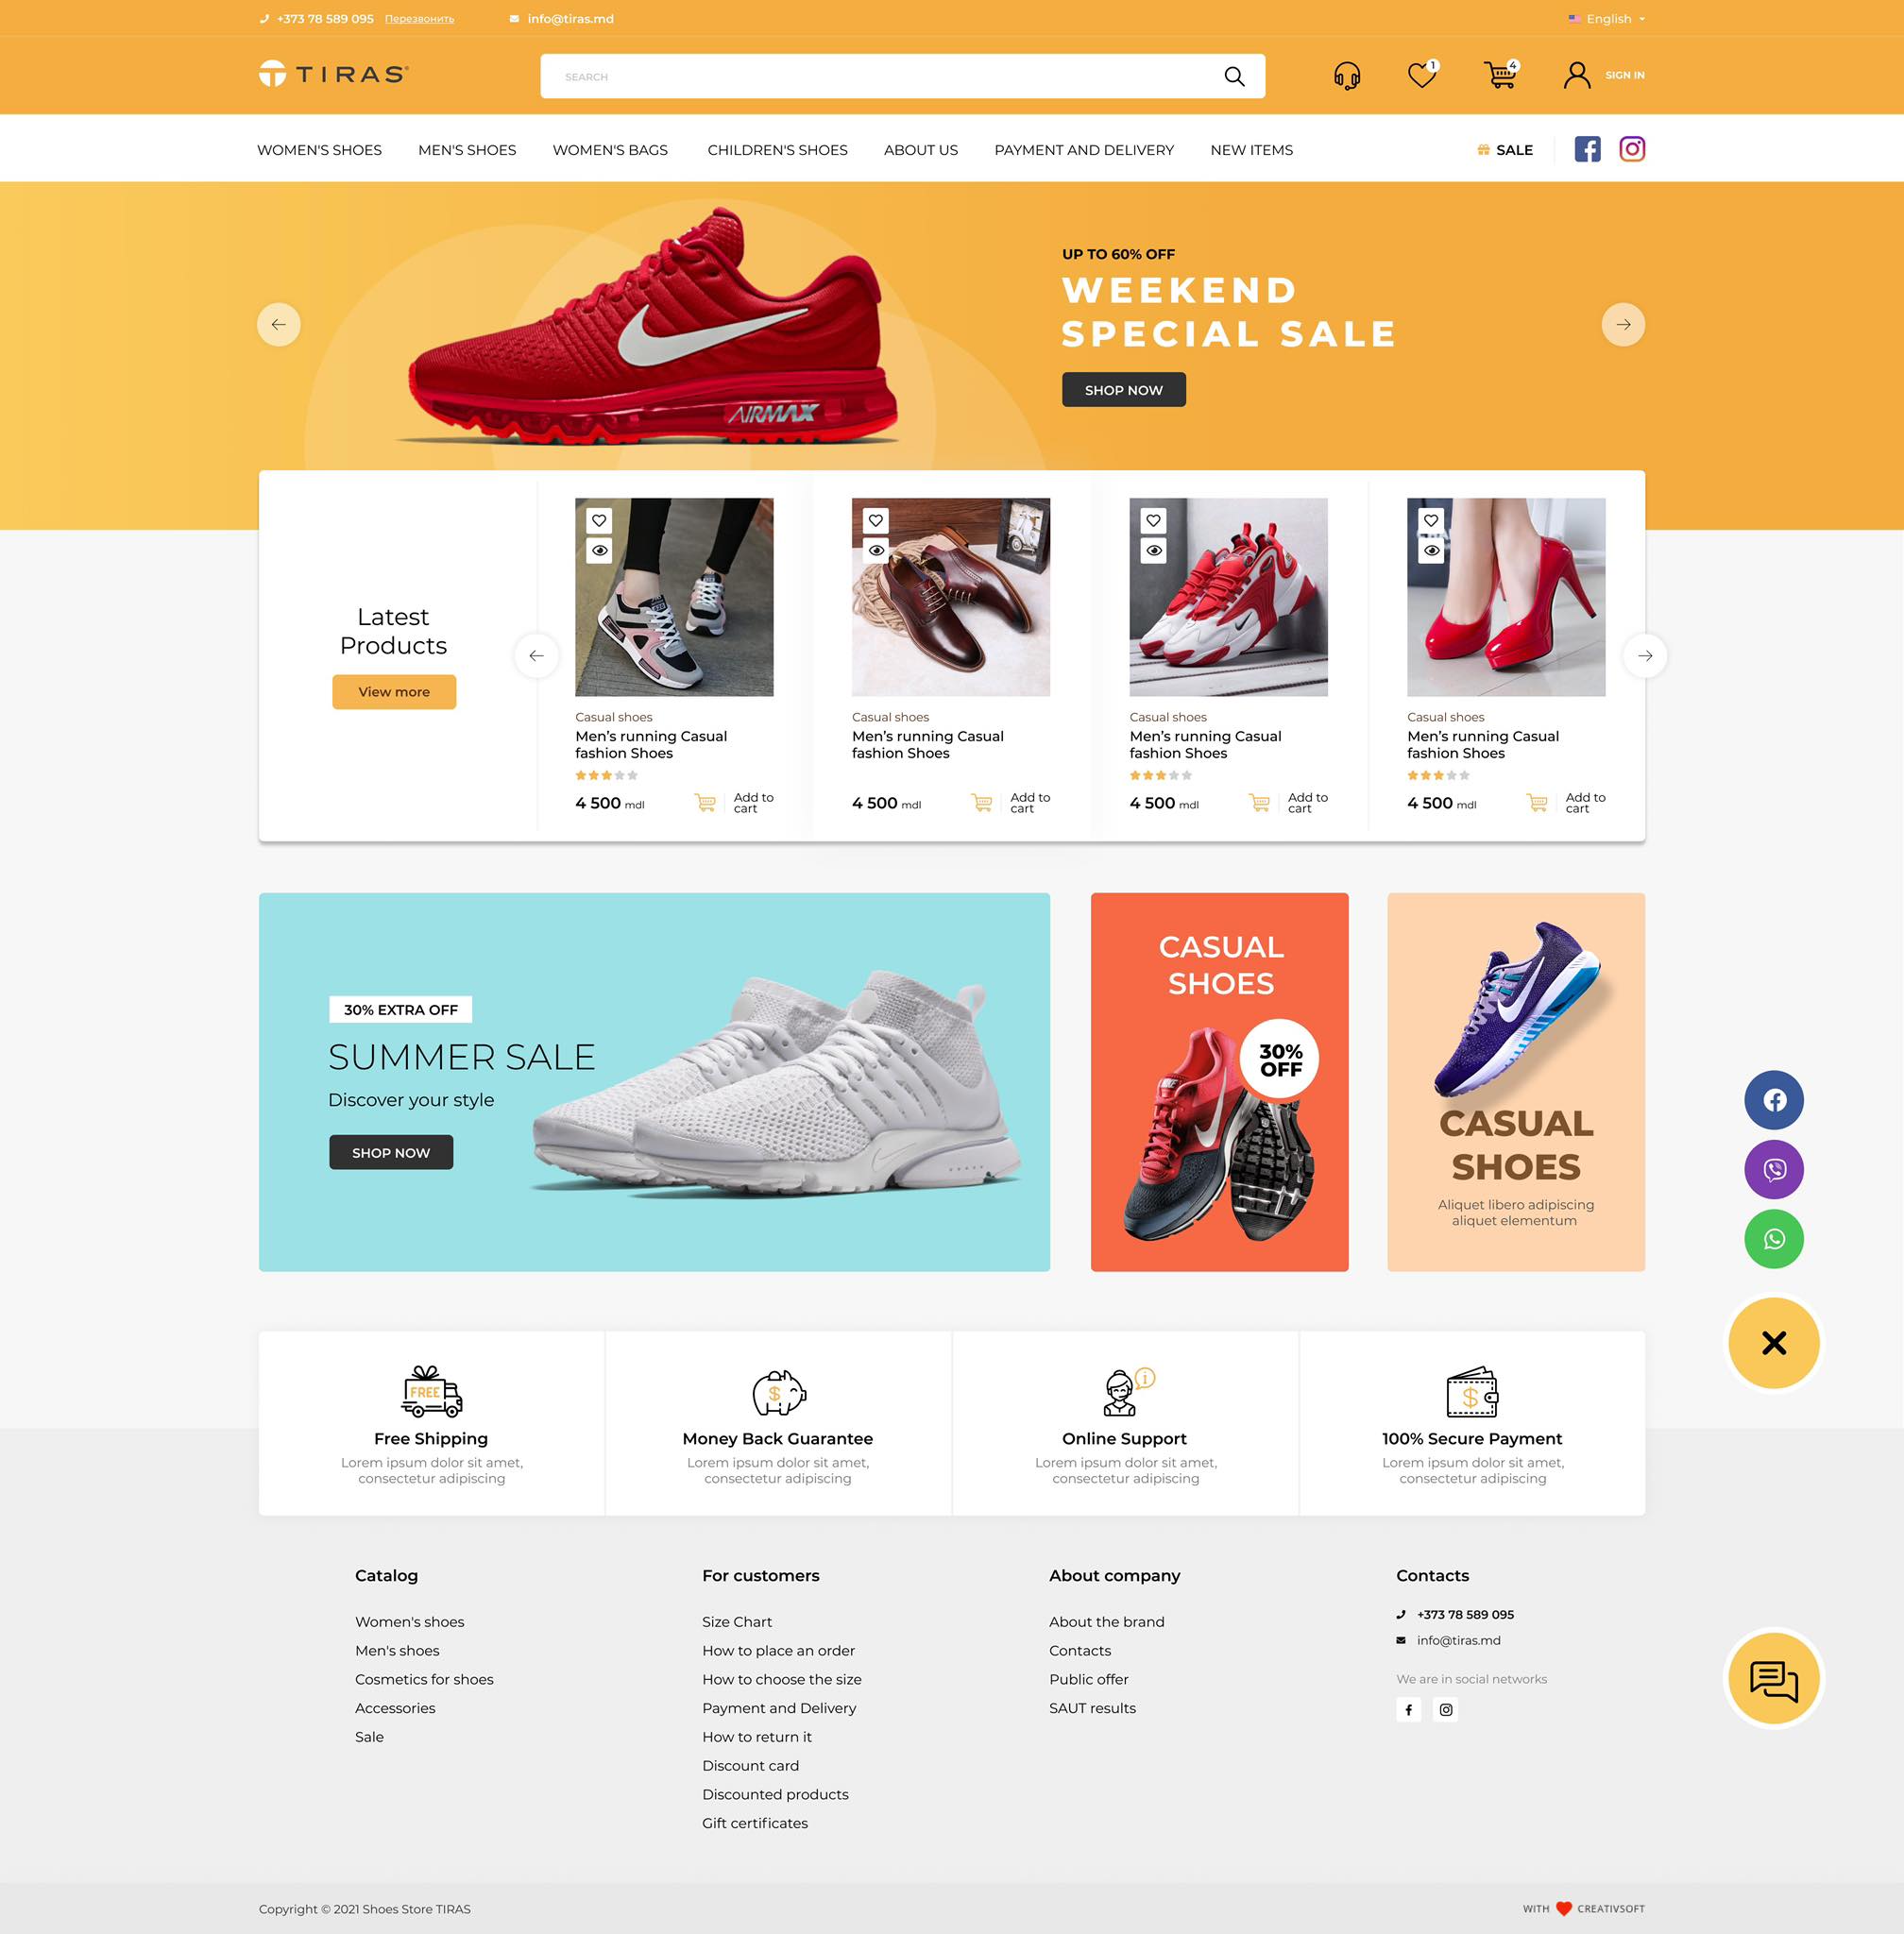 +373 78 589 095 Перезвонить info@tiras.md English
TIRAS
SEARCH
1
4
SIGN IN
WOMEN'S SHOES MEN'S SHOES WOMEN'S BAGS CHILDREN'S SHOES ABOUT US PAYMENT AND DELIVERY NEW ITEMS SALE
UP TO 60% OFF
WEEKEND
SPECIAL SALE
SHOP NOW
AIRMAX
Latest
Products
View more
Casual shoes
Men's running Casual
fashion Shoes
4 500 mdl
Add to
cart
Casual shoes
Men's running Casual
fashion Shoes
4 500 mdl
Add to
cart
Casual shoes
Men's running Casual
fashion Shoes
4 500 mdl
Add to
cart
Casual shoes
Men's running Casual
fashion Shoes
4 500 mdl
Add to
cart
30% EXTRA OFF
SUMMER SALE
Discover your style
SHOP NOW
CASUAL
SHOES
30%
OFF
CASUAL
SHOES
Aliquet libero adipiscing
aliquet elementum
FREE
Free Shipping
Lorem ipsum dolor sit amet,
consectetur adipiscing
Money Back Guarantee
Lorem ipsum dolor sit amet,
consectetur adipiscing
Online Support
Lorem ipsum dolor sit amet,
consectetur adipiscing
100% Secure Payment
Lorem ipsum dolor sit amet,
consectetur adipiscing
Catalog
Women's shoes
Men's shoes
Cosmetics for shoes
Accessories
Sale
For customers
Size Chart
How to place an order
How to choose the size
Payment and Delivery
How to return it
Discount card
Discounted products
Gift certificates
About company
About the brand
Contacts
Public offer
SAUT results
Contacts
+373 78 589 095
info@tiras.md
We are in social networks
Copyright © 2021 Shoes Store TIRAS
WITH CREATIVSOFT